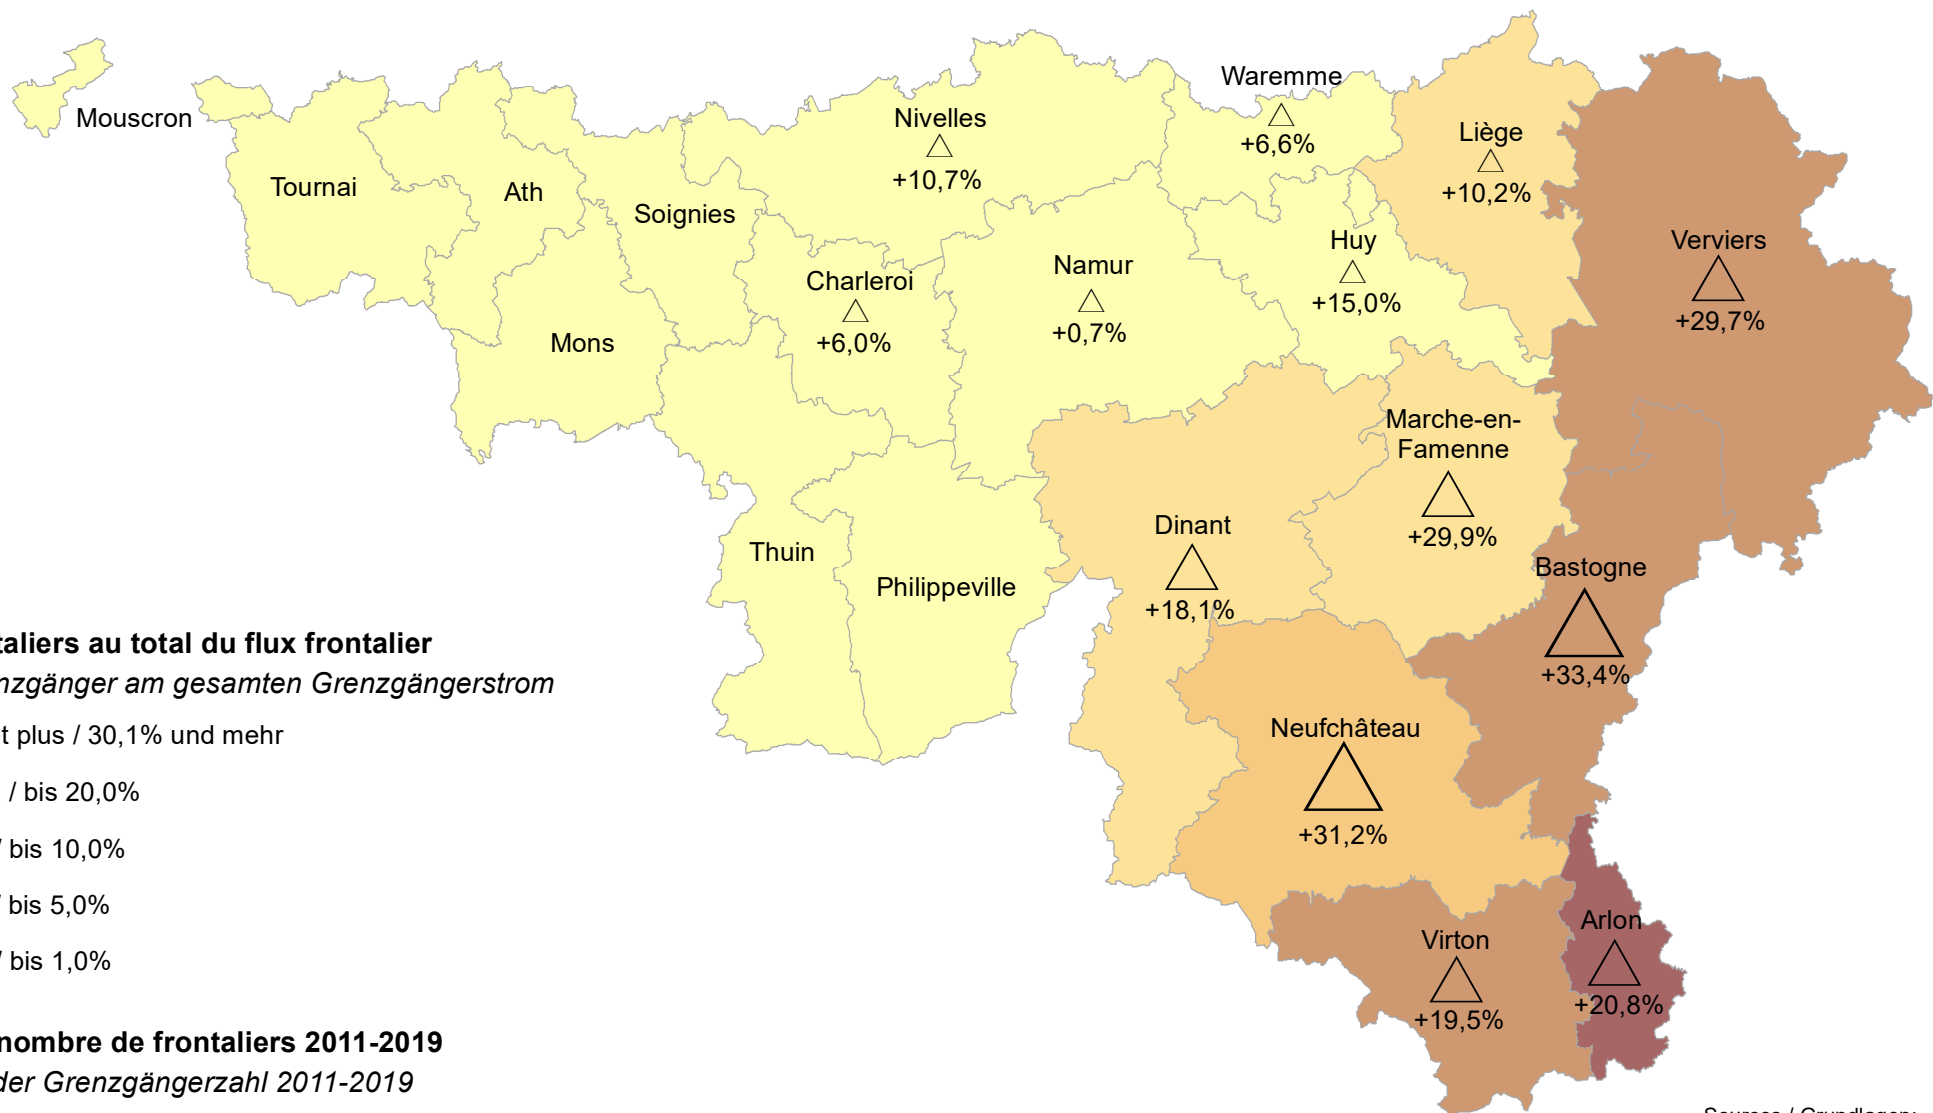 Mouscron
Tournai
Ath
Soignies
Mons
Nivelles
+10,7%
Charleroi
+6,0%
Namur
+0,7%
Waremme
+6,6%
Huy
+15,0%
Liège
+10,2%
Verviers
+29,7%
Thuin
Philippeville
Dinant
+18,1%
Marche-en-
Famenne
+29,9%
Bastogne
+33,4%
Neufchâteau
+31,2%
Virton
+19,5%
Arlon
+20,8%
taliers au total du flux frontalier
nzgänger am gesamten Grenzgängerstrom
t plus / 30,1% und mehr
/ bis 20,0%
/ bis 10,0%
/ bis 5,0%
/ bis 1,0%
nombre de frontaliers 2011-2019
der Grenzgängerzahl 2011-2019